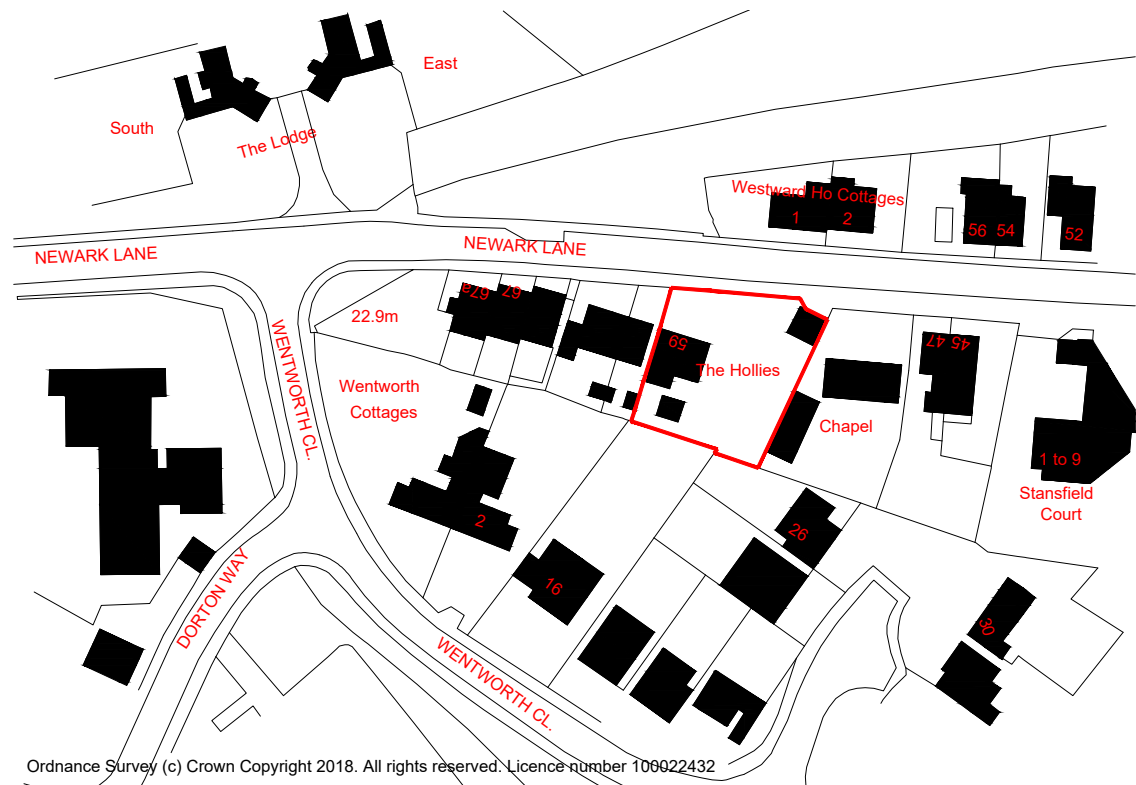 East
South
The Lodge
Westward Ho Cottages
1
2
56
54
52
NEWARK LANE
NEWARK LANE
67a
67
22.9m
59
The Hollies
45
47
WENTWORTH CL.
Wentworth
Cottages
Chapel
1 to 9
Stansfield
Court
2
26
16
30
DORTON WAY
WENTWORTH CL.
Ordnance Survey (c) Crown Copyright 2018. All rights reserved. Licence number 100022432